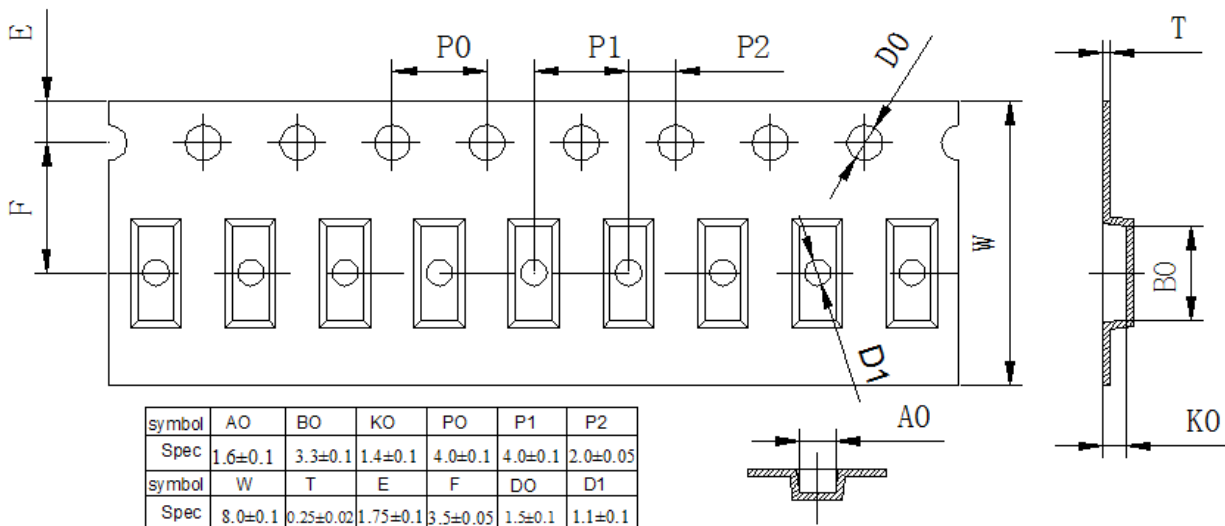 E
P0
P1
P2
D0
T
F
W
B0
D1
A0
K0
symbol AO BO KO PO P1 P2
Spec 1.6±0.1 3.3±0.1 1.4±0.1 4.0±0.1 4.0±0.1 2.0±0.05
symbol W T E F DO D1
Spec 8.0±0.1 0.25±0.02 1.75±0.1 3.5±0.05 1.5±0.1 1.1±0.1